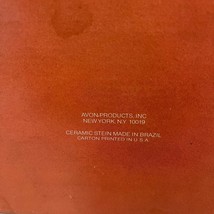 AVON-PRODUCTS, INC
NEW YORK, N.Y. 10019
CERAMIC STEIN MADE IN BRAZIL
CARTON PRINTED IN U.S.A.